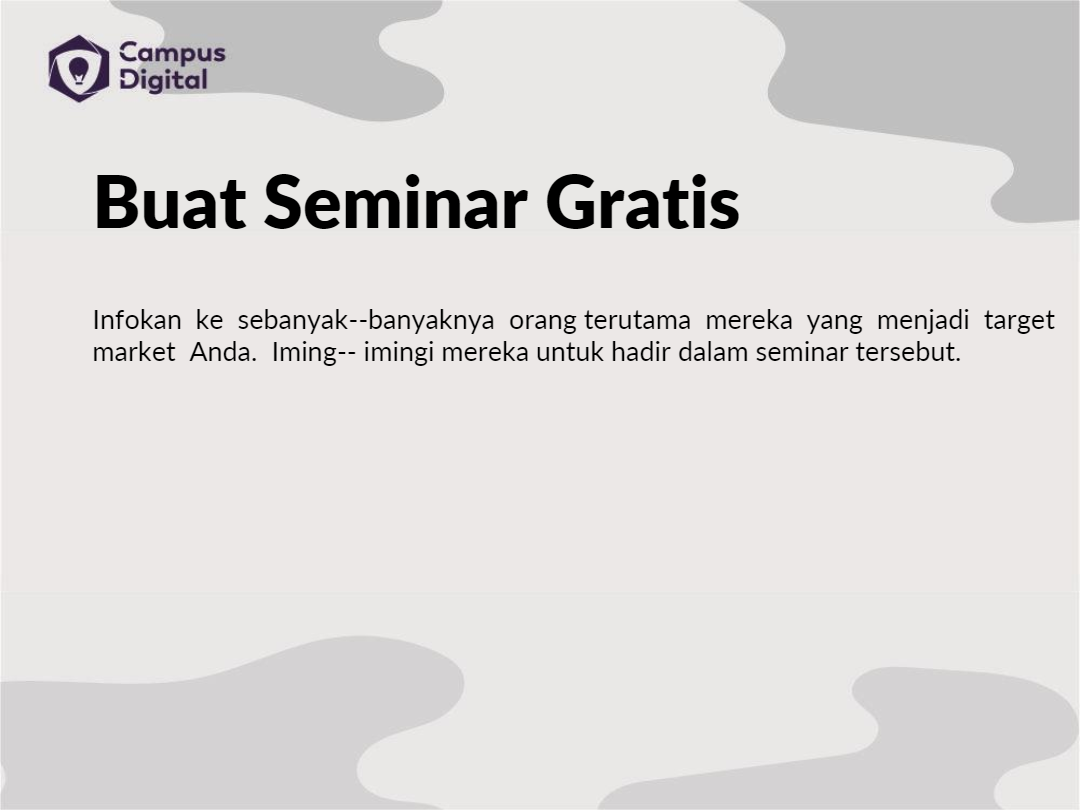 Campus
Digital
Buat Seminar Gratis
Infokan ke sebanyak--banyaknya orang terutama mereka yang menjadi target
market Anda. Iming-- imingi mereka untuk hadir dalam seminar tersebut.